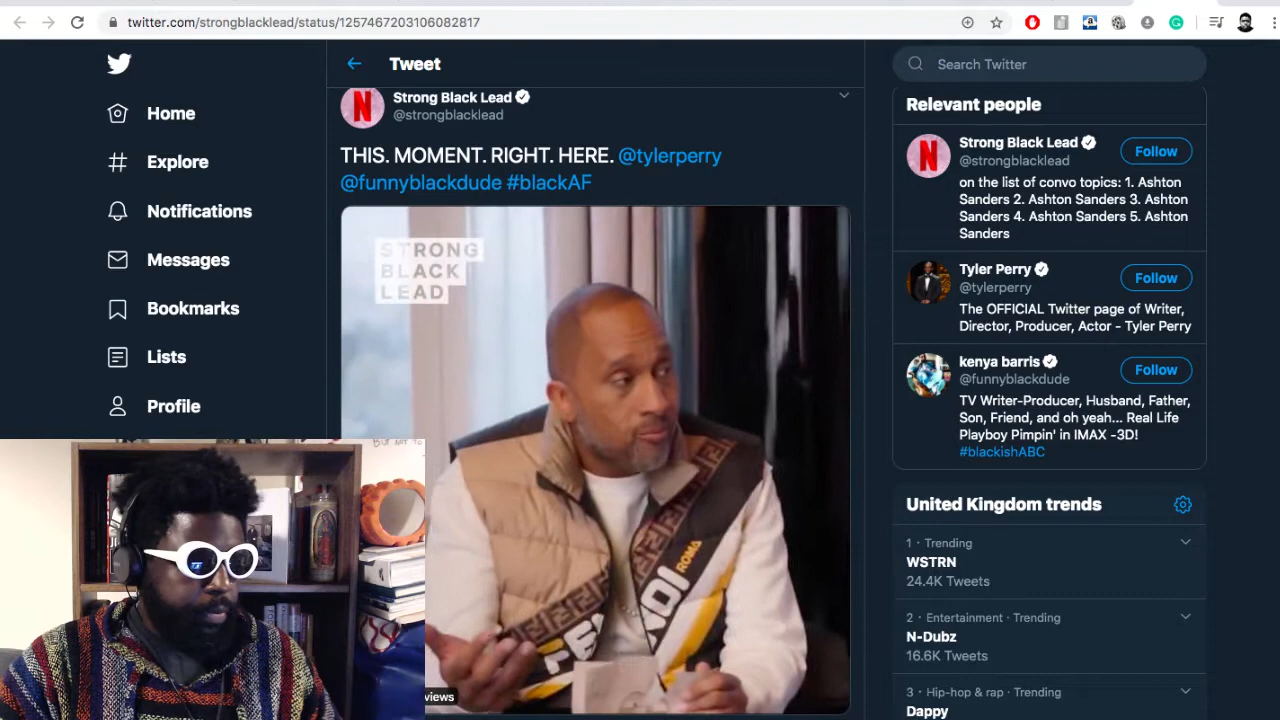 twitter.com/strongblacklead/status/1257467203106082817
Home
Explore
Notifications
Messages
Bookmarks
Lists
Profile
Tweet
Strong Black Lead
@strongblacklead
THIS. MOMENT. RIGHT. HERE. @tylerperry
@funnyblackdude #blackAF
STRONG
BLACK
LEAD
ROMA
views
Search Twitter
Relevant people
Strong Black Lead
@strongblacklead
Follow
on the list of convo topics: 1. Ashton
Sanders 2. Ashton Sanders 3. Ashton
Sanders 4. Ashton Sanders 5. Ashton
Sanders
Tyler Perry
@tylerperry
Follow
The OFFICIAL Twitter page of Writer,
Director, Producer, Actor - Tyler Perry
kenya barris
@funnyblackdude
Follow
TV Writer-Producer, Husband, Father,
Son, Friend, and oh yeah... Real Life
Playboy Pimpin' in IMAX -3D!
#blackishABC
United Kingdom trends
1 · Trending
WSTRN
24.4K Tweets
2 · Entertainment · Trending
N-Dubz
16.6K Tweets
3 · Hip-hop & rap · Trending
Dappy